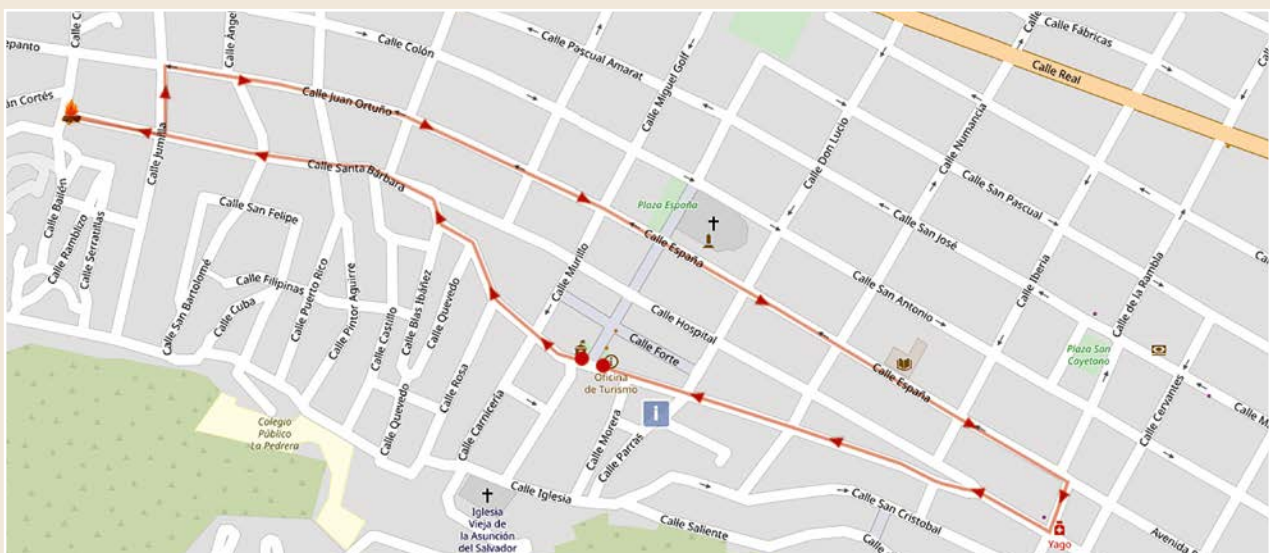 Calle Fábricas
Calle Colón
Calle Pascual Amarat
Calle Miguel Golf
Calle Real
Calle Juan Ortuño
Calle Jumilla
Calle Don Lucio
Calle Numancia
Calle Santa Bárbara
Calle San Pascual
Calle Bailén
Calle Ramblizo
Calle Serratillas
Calle San Felipe
Plaza España
Calle España
Calle San José
Calle Iberia
Calle de la Rambla
Calle San Bartolomé
Calle Filipinas
Calle Cuba
Calle Puerto Rico
Calle Pintor Aguirre
Calle Castillo
Calle Blas Ibáñez
Calle Quevedo
Calle Murillo
Calle Hospital
Calle San Antonio
Calle Forte
Oficina
de Turismo
Plaza San
Cayetano
Calle España
Calle Rosa
Calle Carnicería
Calle Quevedo
Calle Morera
Calle Parras
Calle Cervantes
Colegio
Público
La Pedrera
Calle Iglesia
Calle San Cristobal
Calle Saliente
Iglesia
Vieja de
la Asunción
del Salvador
Yago
Avenida